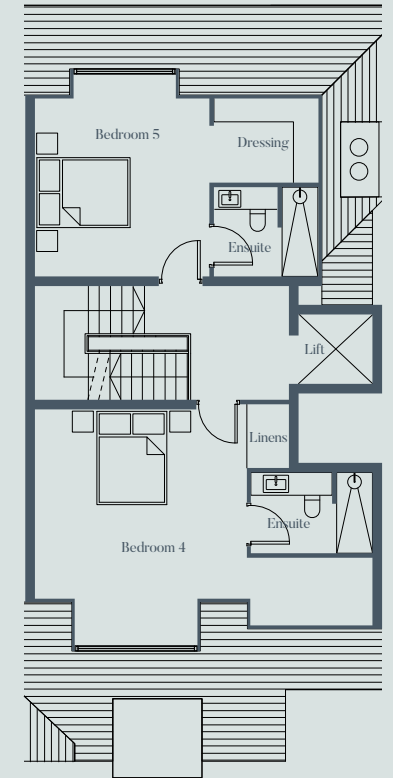 Bedroom 5
Dressing
Ensuite
Lift
Linens
Ensuite
Bedroom 4